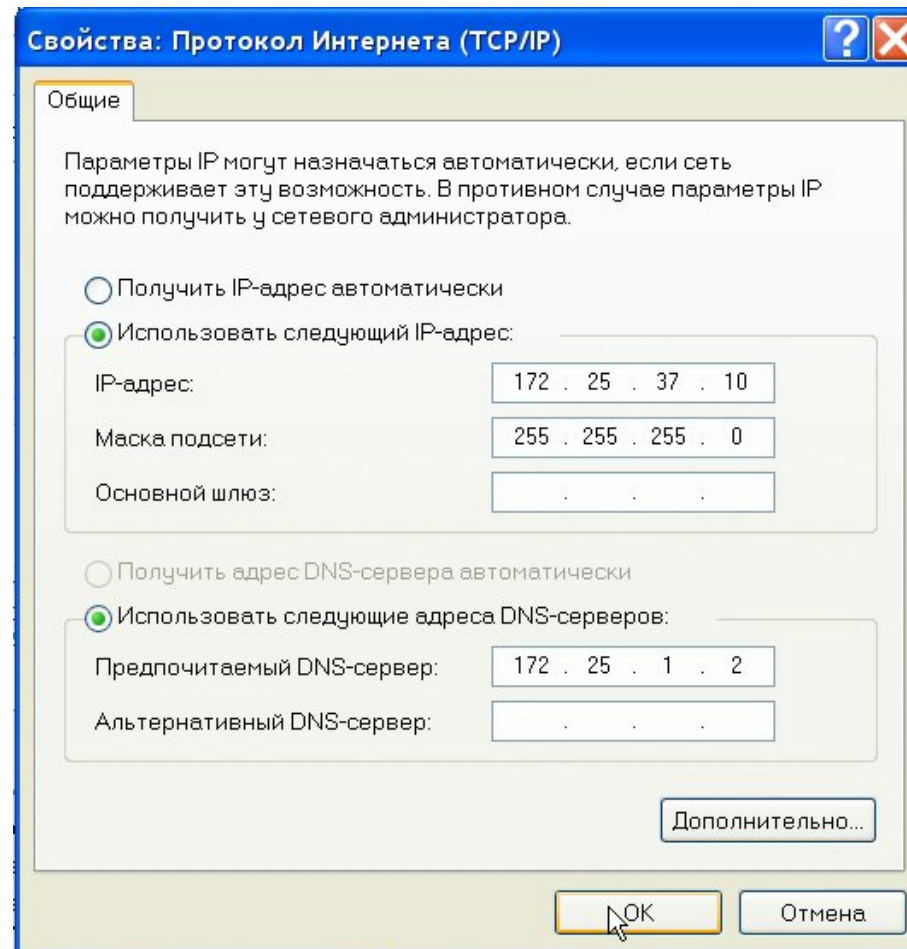 Свойства: Протокол Интернета (TCP/IP)
Общие
Параметры IP могут назначаться автоматически, если сеть
поддерживает эту возможность. В противном случае параметры IP
можно получить у сетевого администратора.
Получить IP-адрес автоматически
Использовать следующий IP-адрес:
IP-адрес: 172 . 25 . 37 . 10
Маска подсети: 255 . 255 . 255 . 0
Основной шлюз: . . .
Получить адрес DNS-сервера автоматически
Использовать следующие адреса DNS-серверов:
Предпочитаемый DNS-сервер: 172 . 25 . 1 . 2
Альтернативный DNS-сервер: . . .
Дополнительно...
OK Отмена